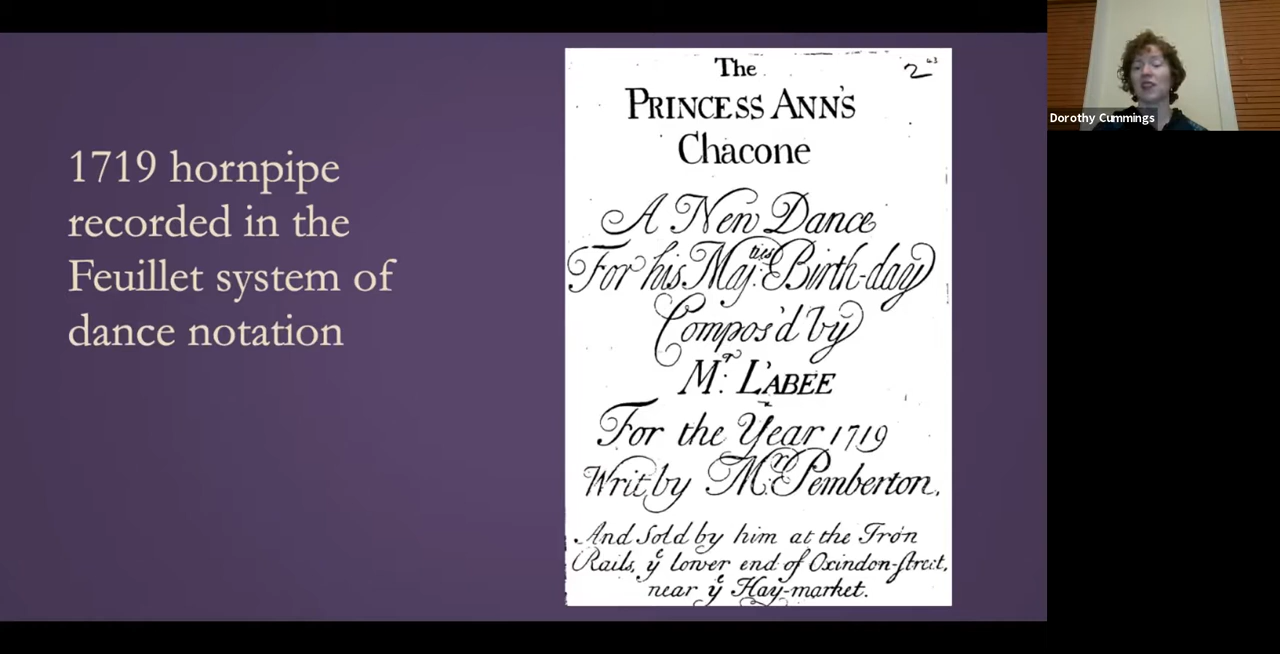 1719 hornpipe
recorded in the
Feuillet system of
dance notation
The
2 43
PRINCESS ANN'S
Chacone
A New Dance
For his Maj:ties Birth-day
Compos'd by
Mr. L'ABEE
For the Year 1719
Writ by Mr. Pemberton,
And Sold by him at the Iron
Rails, ye lower end of Oxindon-street,
near ye Hay-market.
Dorothy Cummings